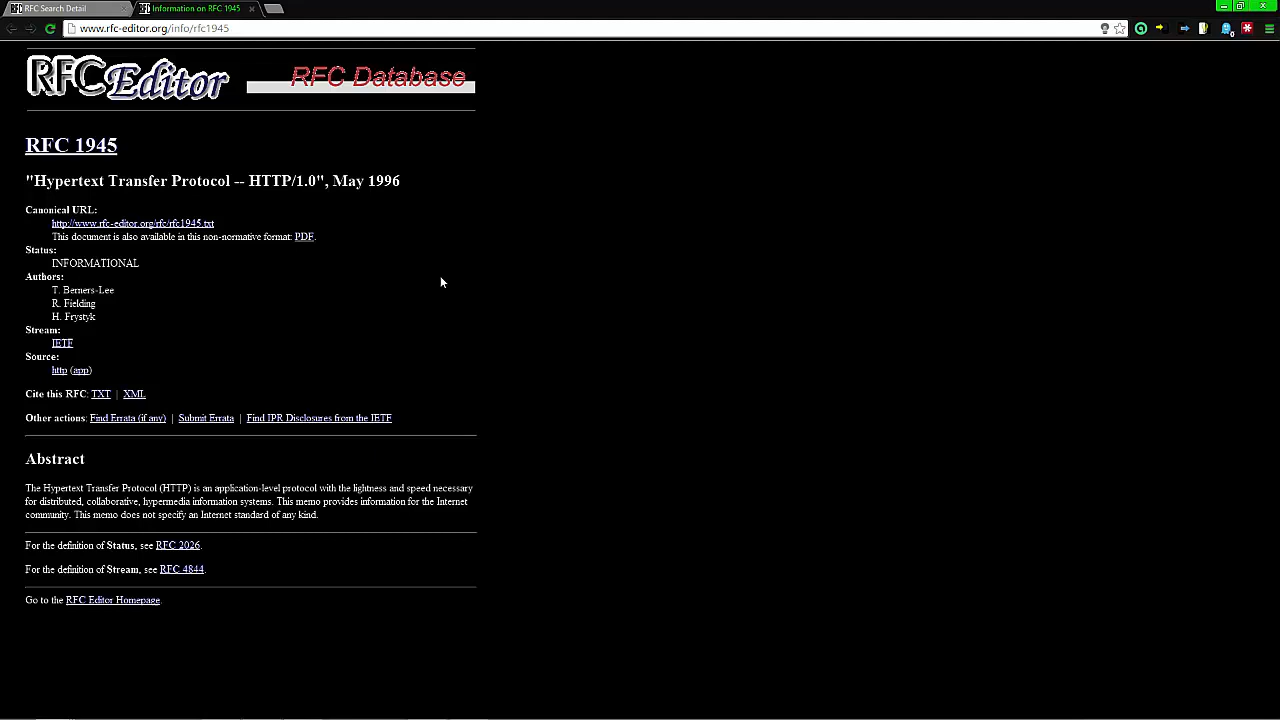 RFC Search Detail
Information on RFC 1945
www.rfc-editor.org/info/rfc1945
RFC Editor
RFC Database
RFC 1945
"Hypertext Transfer Protocol -- HTTP/1.0", May 1996
Canonical URL:
http://www.rfc-editor.org/rfc/rfc1945.txt
This document is also available in this non-normative format: PDF.
Status:
INFORMATIONAL
Authors:
T. Berners-Lee
R. Fielding
H. Frystyk
Stream:
IETF
Source:
http (app)
Cite this RFC: TXT | XML
Other actions: Find Errata (if any) | Submit Errata | Find IPR Disclosures from the IETF
Abstract
The Hypertext Transfer Protocol (HTTP) is an application-level protocol with the lightness and speed necessary
for distributed, collaborative, hypermedia information systems. This memo provides information for the Internet
community. This memo does not specify an Internet standard of any kind.
For the definition of Status, see RFC 2026.
For the definition of Stream, see RFC 4844.
Go to the RFC Editor Homepage.